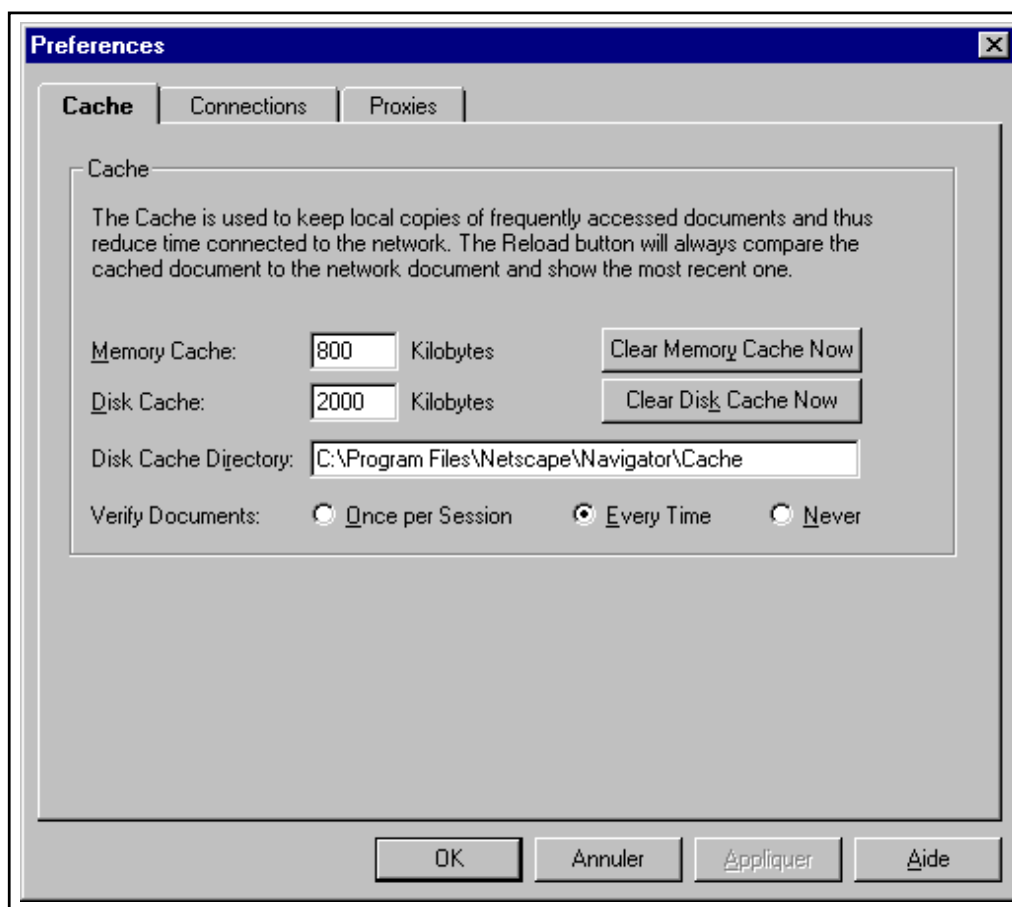 Preferences
Cache Connections Proxies
Cache
The Cache is used to keep local copies of frequently accessed documents and thus
reduce time connected to the network. The Reload button will always compare the
cached document to the network document and show the most recent one.
Memory Cache: 800 Kilobytes Clear Memory Cache Now
Disk Cache: 2000 Kilobytes Clear Disk Cache Now
Disk Cache Directory: C:\Program Files\Netscape\Navigator\Cache
Verify Documents: Once per Session Every Time Never
OK Annuler Appliquer Aide